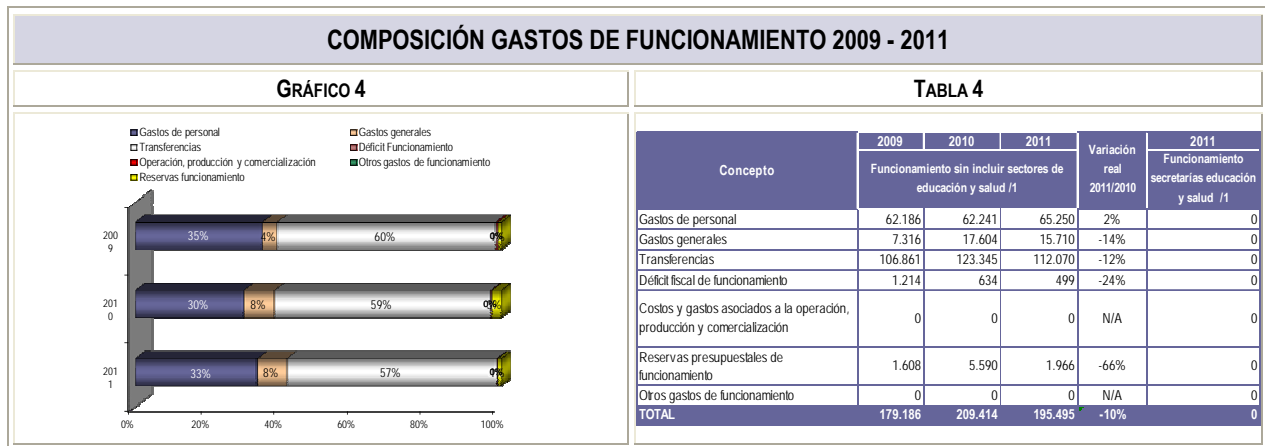 COMPOSICIÓN GASTOS DE FUNCIONAMIENTO 2009 - 2011
GRÁFICO 4
Gastos de personal
Gastos generales
Transferencias
Déficit Funcionamiento
Operación, producción y comercialización
Otros gastos de funcionamiento
Reservas funcionamiento
200
9
35%
4%
60%
0%
201
0
30%
8%
59%
0%
201
1
33%
8%
57%
0%
0% 20% 40% 60% 80% 100%
TABLA 4
Concepto
2009 2010 2011
Funcionamiento sin incluir sectores de
educación y salud /1
Variación
real
2011/2010
2011
Funcionamiento
secretarías educación
y salud /1
Gastos de personal 62.186 62.241 65.250 2% 0
Gastos generales 7.316 17.604 15.710 -14% 0
Transferencias 106.861 123.345 112.070 -12% 0
Déficit fiscal de funcionamiento 1.214 634 499 -24% 0
Costos y gastos asociados a la operación,
producción y comercialización 0 0 0 N/A 0
Reservas presupuestales de
funcionamiento 1.608 5.590 1.966 -66% 0
Otros gastos de funcionamiento 0 0 0 N/A 0
TOTAL 179.186 209.414 195.495 -10% 0